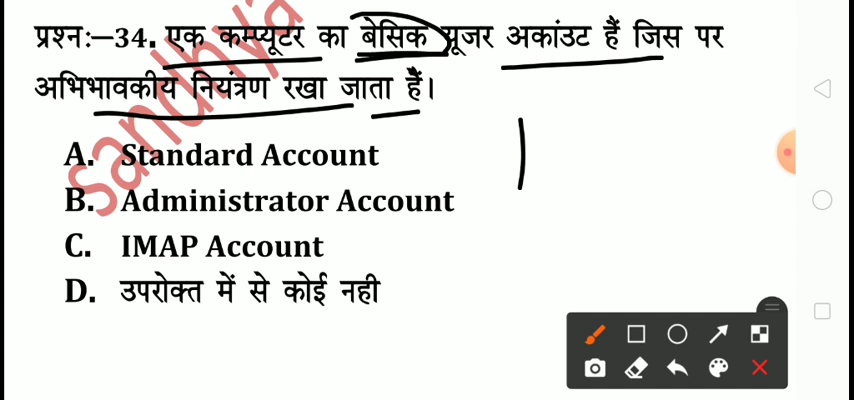 प्रश्नः–34. एक कम्प्यूटर का बेसिक यूजर अकांउट हैं जिस पर
अभिभावकीय नियंत्रण रखा जाता हैं।
A. Standard Account
B. Administrator Account
C. IMAP Account
D. उपरोक्त में से कोई नही
Sandhya